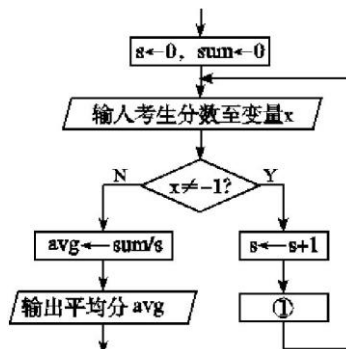 s←0，sum←0
输入考生分数至变量x
x≠-1?
N
Y
avg←sum/s
s←s+1
输出平均分 avg
①